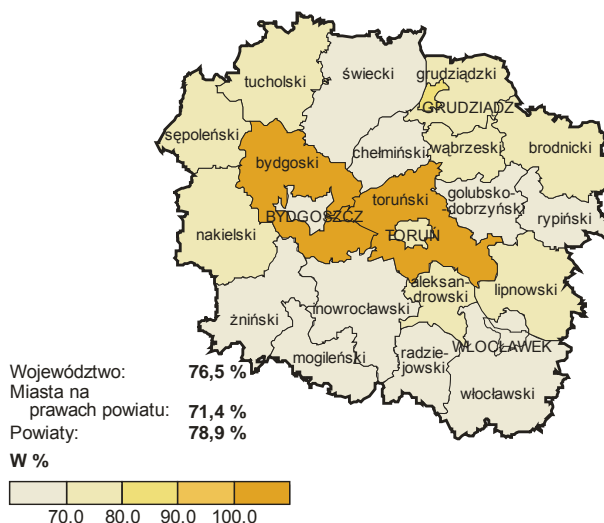 tucholski
świecki
grudziądzki
GRUDZIĄDZ
sępoleński
bydgoski
chełmiński
wąbrzeski
brodnicki
toruński
golubsko-
dobrzyński
rypiński
BYDGOSZCZ
TORUŃ
nakielski
aleksan-
drowski
lipnowski
żniński
inowrocławski
WŁOCŁAWEK
mogileński
radzie-
jowski
włocławski
Województwo: 76,5 %
Miasta na
prawach powiatu: 71,4 %
Powiaty: 78,9 %
W %
70.0 80.0 90.0 100.0